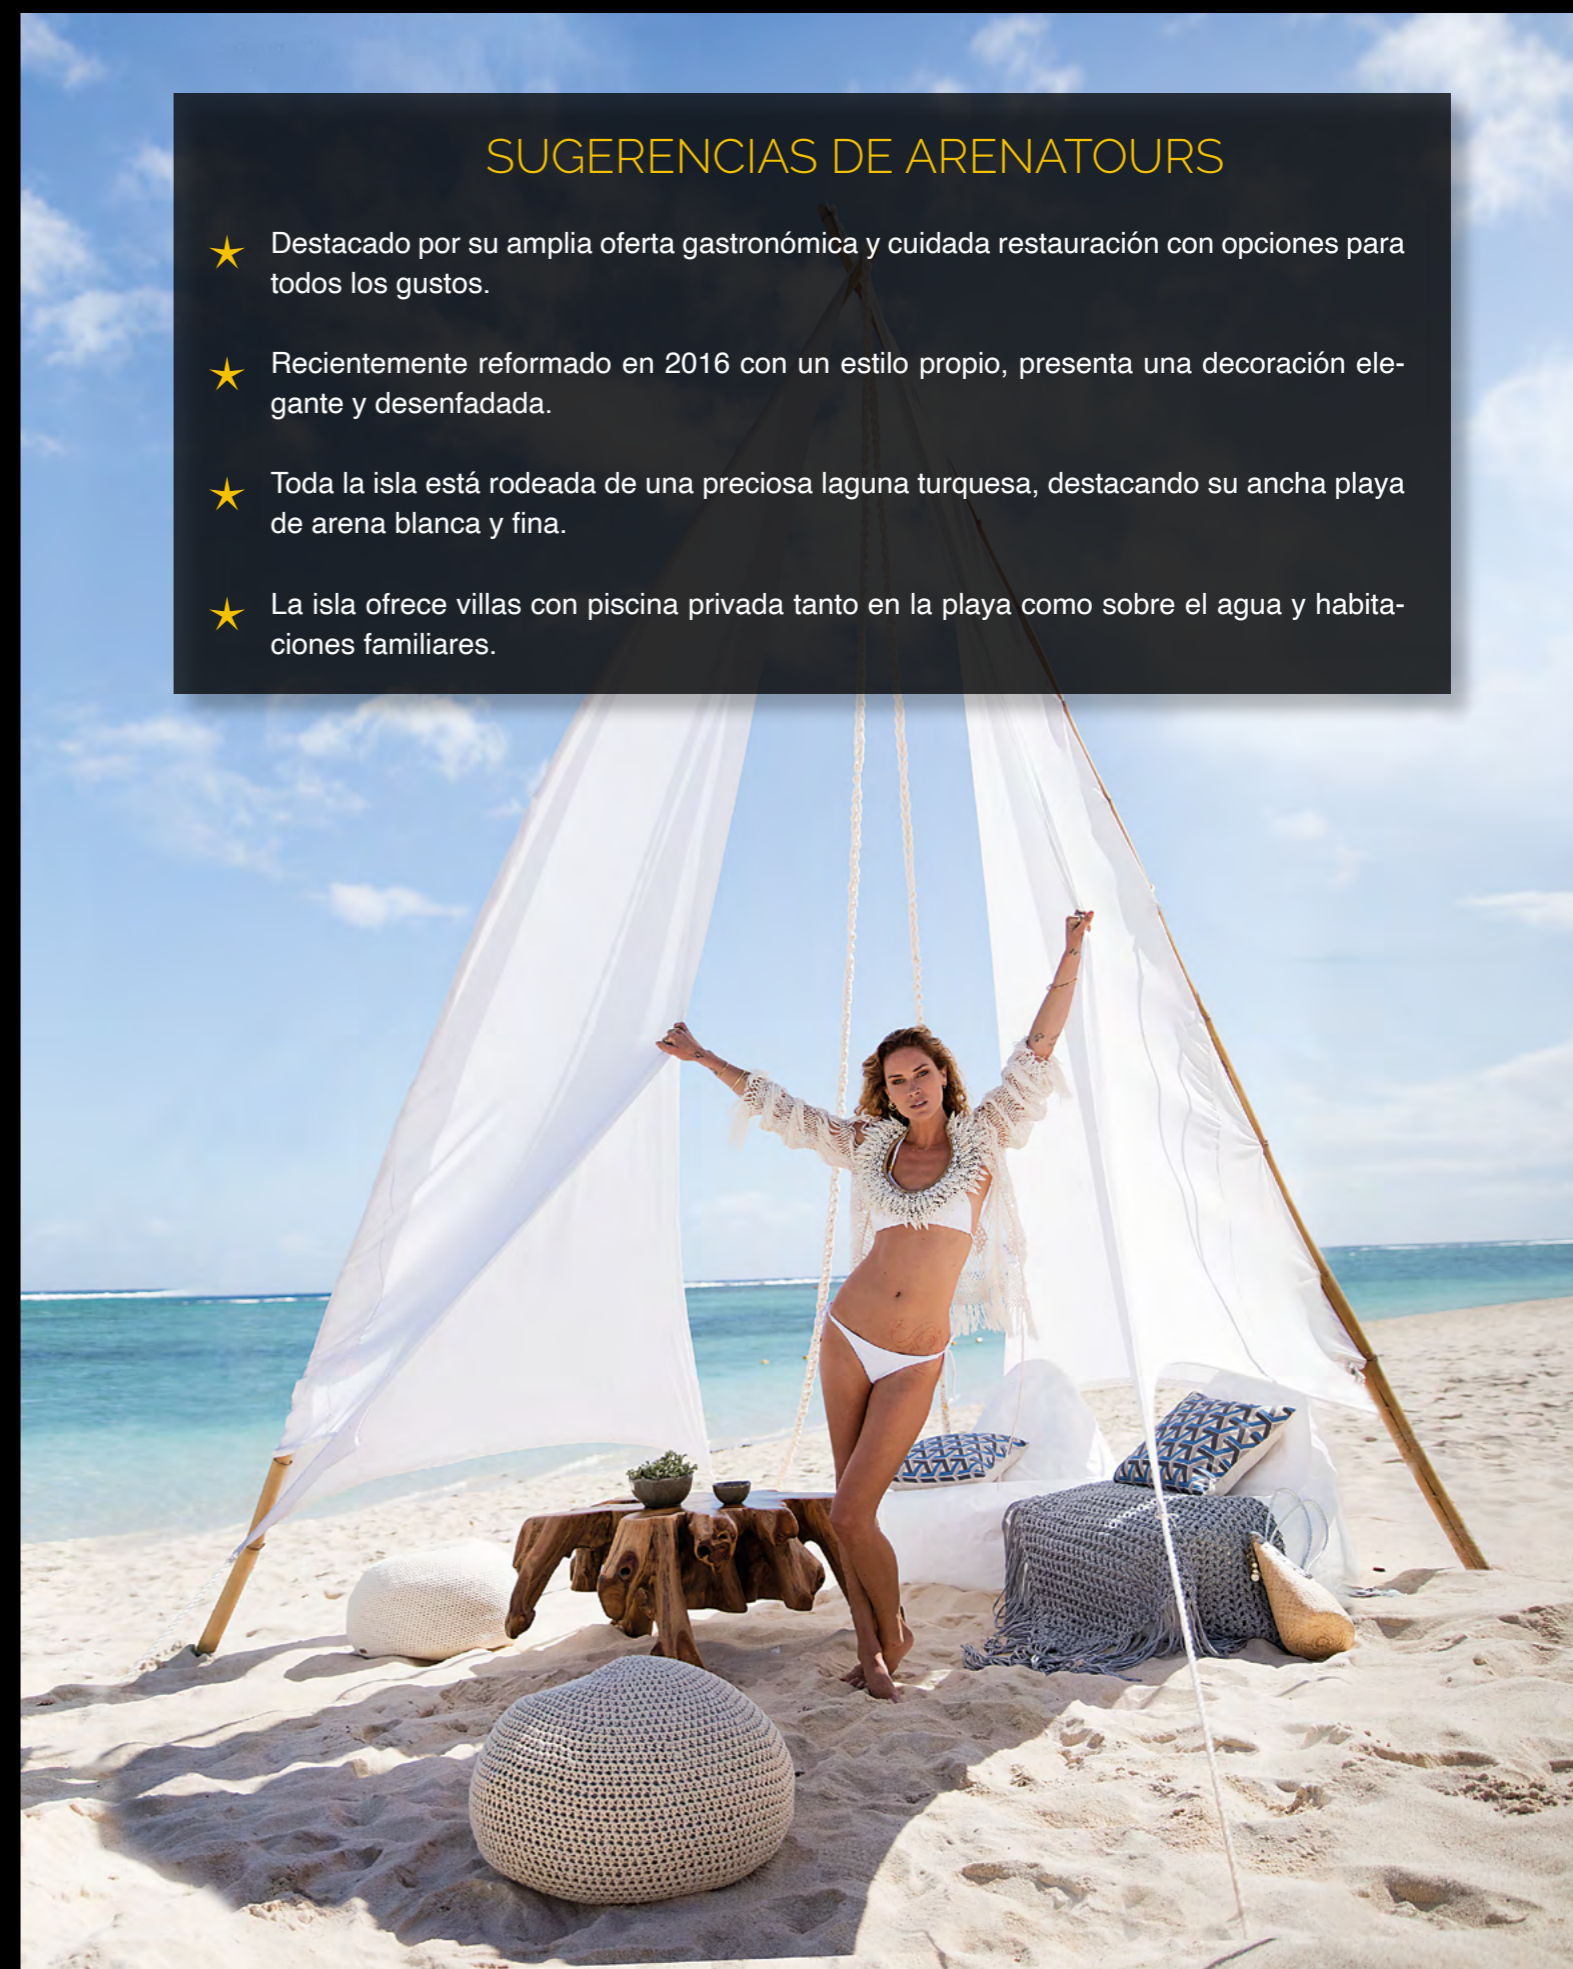 SUGERENCIAS DE ARENATOURS
Destacado por su amplia oferta gastronómica y cuidada restauración con opciones para
todos los gustos.
Recientemente reformado en 2016 con un estilo propio, presenta una decoración ele-
gante y desenfadada.
Toda la isla está rodeada de una preciosa laguna turquesa, destacando su ancha playa
de arena blanca y fina.
La isla ofrece villas con piscina privada tanto en la playa como sobre el agua y habita-
ciones familiares.